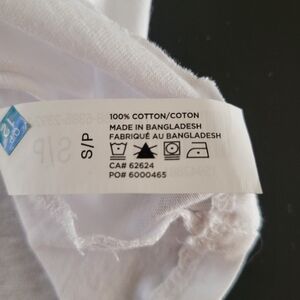 S/P
100% COTTON/COTON
MADE IN BANGLADESH
FABRIQUÉ AU BANGLADESH
CA# 62624
PO# 6000465